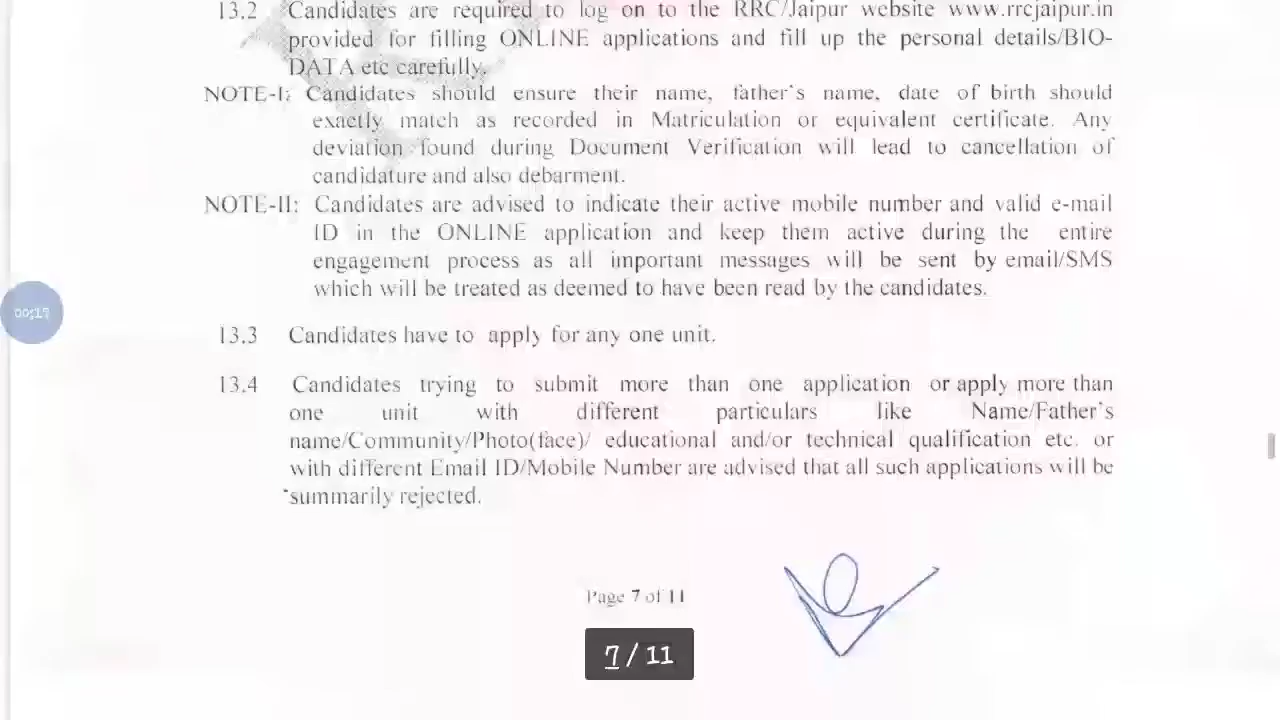 13.2 Candidates are required to log on to the RRC/Jaipur website www.rrcjaipur.in
provided for filling ONLINE applications and fill up the personal details/BIO-
DATA etc carefully.
NOTE-I: Candidates should ensure their name, father's name, date of birth should
exactly match as recorded in Matriculation or equivalent certificate. Any
deviation found during Document Verification will lead to cancellation of
candidature and also debarment.
NOTE-II: Candidates are advised to indicate their active mobile number and valid e-mail
ID in the ONLINE application and keep them active during the entire
engagement process as all important messages will be sent by email/SMS
which will be treated as deemed to have been read by the candidates.
00:17
13.3 Candidates have to apply for any one unit.
13.4 Candidates trying to submit more than one application or apply more than
one unit with different particulars like Name/Father's
name/Community/Photo(face)/ educational and/or technical qualification etc. or
with different Email ID/Mobile Number are advised that all such applications will be
summarily rejected.
Page 7 of 11
7 / 11